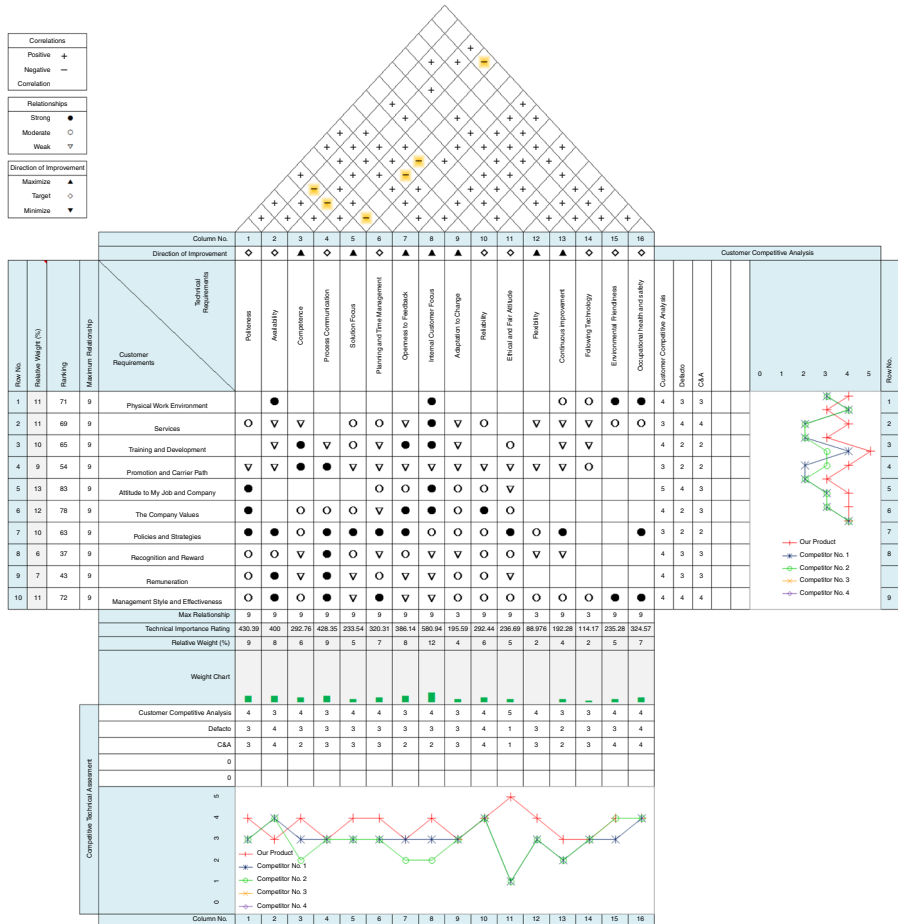 Correlations
Positive +
Negative −
Correlation
Relationships
Strong ●
Moderate ○
Weak ▽
Direction of Improvement
Maximize ▲
Target ◇
Minimize ▼
Column No. 1 2 3 4 5 6 7 8 9 10 11 12 13 14 15 16
Direction of Improvement ◇ ◇ ▲ ◇ ▲ ◇ ▲ ▲ ▲ ◇ ◇ ▲ ▲ ◇ ◇ ◇ Customer Competitive Analysis
Row No.
Relative Weight (%)
Ranking
Maximum Relationship
Customer Requirements
Technical Requirements
Politeness
Availability
Competence
Process Communication
Solution Focus
Planning and Time Management
Openness to Feedback
Internal Customer Focus
Adaptation to Change
Reliability
Ethical and Fair Attitude
Flexibility
Continuous improvement
Following Technology
Environmental Friendliness
Occupational health and safety
Customer Competitive Analysis
Defacto
C&A
0 1 2 3 4 5
Row No.
1 11 71 9 Physical Work Environment ● ● ○ ○ ● ● 4 3 3 1
2 11 69 9 Services ○ ▽ ▽ ○ ○ ▽ ● ▽ ○ ▽ ▽ ▽ ○ ○ 3 4 4 2
3 10 65 9 Training and Development ▽ ● ▽ ○ ▽ ● ● ▽ ○ ▽ ▽ 4 2 2 3
4 9 54 9 Promotion and Carrier Path ▽ ▽ ● ● ▽ ▽ ▽ ▽ ▽ ▽ ▽ ▽ ▽ ○ 3 2 2 4
5 13 83 9 Attitude to My Job and Company ● ○ ○ ● ○ ○ ▽ 5 4 3 5
6 12 78 9 The Company Values ● ○ ○ ○ ▽ ● ● ○ ● ○ 4 2 3 6
7 10 63 9 Policies and Strategies ● ● ○ ● ● ● ● ○ ○ ○ ● ○ ● ● 3 2 2 7
8 6 37 9 Recognition and Reward ○ ○ ▽ ● ○ ▽ ○ ▽ ▽ ○ ▽ ▽ ▽ 4 3 3 8
9 7 43 9 Remuneration ○ ● ▽ ● ▽ ○ ▽ ▽ ▽ ○ ▽ 4 3 3 9
10 11 72 9 Management Style and Effectiveness ○ ● ○ ● ▽ ● ▽ ▽ ○ ○ ○ ○ ○ ○ ● ● 4 4 4
Our Product
Competitor No. 1
Competitor No. 2
Competitor No. 3
Competitor No. 4
Max Relationship 9 9 9 9 9 9 9 9 3 9 9 3 9 3 9 9
Technical Importance Rating 430.39 400 292.76 428.35 233.54 320.31 386.14 580.94 195.59 292.44 236.69 88.976 192.28 114.17 235.28 324.57
Relative Weight (%) 9 8 6 9 5 7 8 12 4 6 5 2 4 2 5 7
Weight Chart
Competitive Technical Assesment
Customer Competitive Analysis 4 3 4 3 4 4 3 4 3 4 5 4 3 3 4 4
Defacto 3 4 3 3 3 3 3 3 3 4 1 3 2 3 3 4
C&A 3 4 2 3 3 3 2 2 3 4 1 3 2 3 4 4
0
0
5
4
3
2
1
0
Our Product
Competitor No. 1
Competitor No. 2
Competitor No. 3
Competitor No. 4
Column No. 1 2 3 4 5 6 7 8 9 10 11 12 13 14 15 16